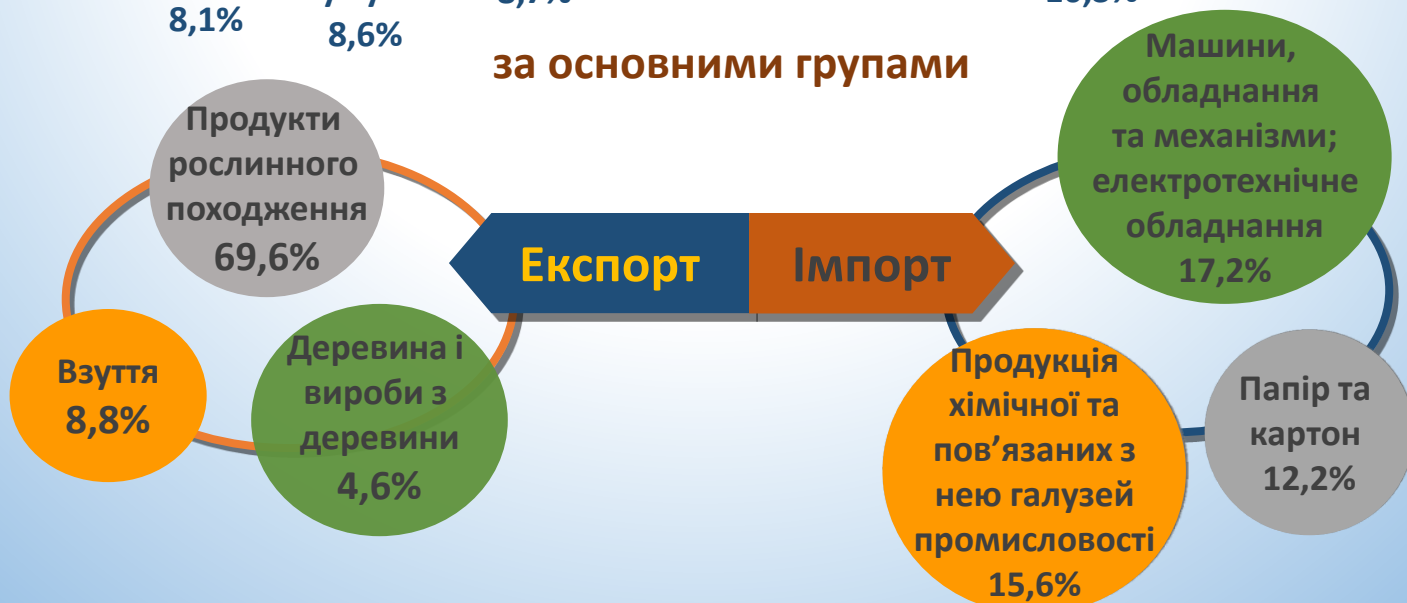 8,1%
8,6%
за основними групами
Продукти
рослинного
походження
69,6%
Взуття
8,8%
Деревина і
вироби з
деревини
4,6%
Експорт
Імпорт
Машини,
обладнання
та механізми;
електротехнічне
обладнання
17,2%
Продукція
хімічної та
пов’язаних з
нею галузей
промисловості
15,6%
Папір та
картон
12,2%